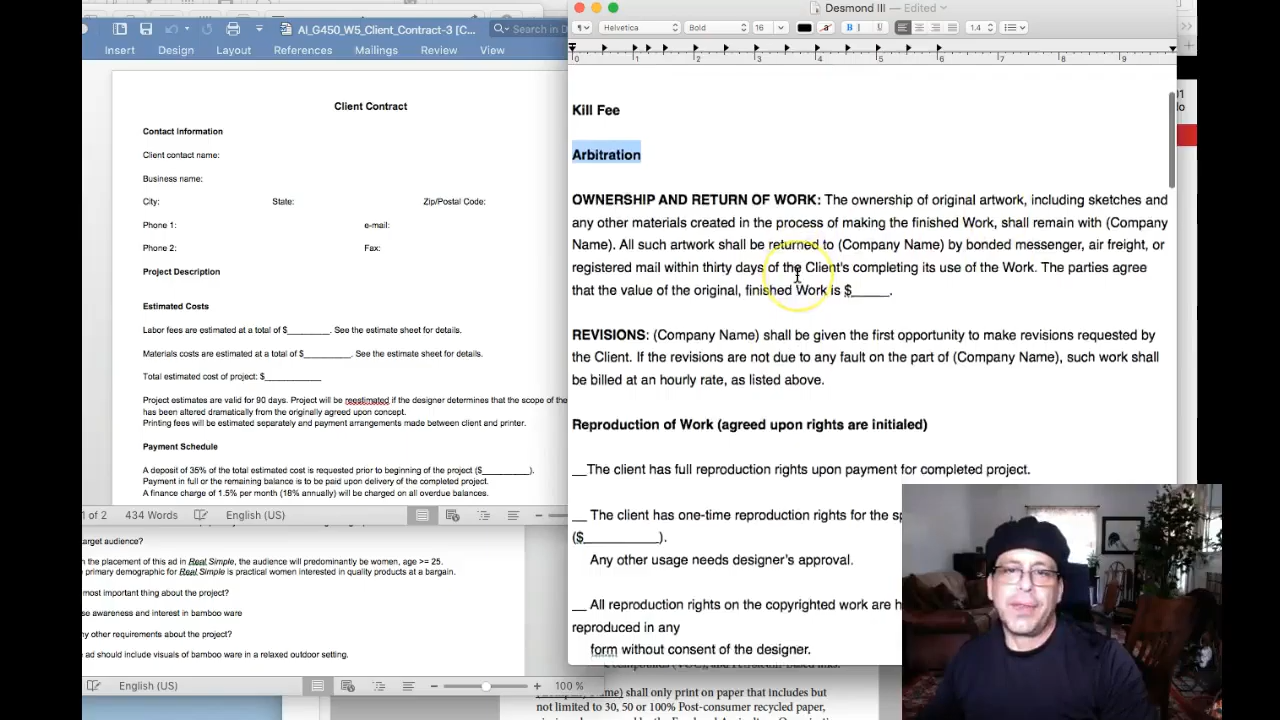 AI_G450_W5_Client_Contract-3 [C...
Search in D
Insert Design Layout References Mailings Review View
Client Contract
Contact Information
Client contact name:
Business name:
City: State: Zip/Postal Code:
Phone 1: e-mail:
Phone 2: Fax:
Project Description
Estimated Costs
Labor fees are estimated at a total of $_________. See the estimate sheet for details.
Materials costs are estimated at a total of $_________. See the estimate sheet for details.
Total estimated cost of project: $____________
Project estimates are valid for 90 days. Project will be reestimated if the designer determines that the scope of the
has been altered dramatically from the originally agreed upon concept.
Printing fees will be estimated separately and payment arrangements made between client and printer.
Payment Schedule
A deposit of 35% of the total estimated cost is requested prior to beginning of the project ($__________).
Payment in full or the remaining balance is to be paid upon delivery of the completed project.
A finance charge of 1.5% per month (18% annually) will be charged on all overdue balances.
1 of 2 434 Words English (US)
target audience?
n the placement of this ad in Real Simple, the audience will predominantly be women, age >= 25.
primary demographic for Real Simple is practical women interested in quality products at a bargain.
most important thing about the project?
se awareness and interest in bamboo ware
ny other requirements about the project?
ad should include visuals of bamboo ware in a relaxed outdoor setting.
English (US) 100 %
Desmond III — Edited
Helvetica Bold 16 B I U 1.4
0 1 2 3 4 5 6 7 8 9
Kill Fee
Arbitration
OWNERSHIP AND RETURN OF WORK: The ownership of original artwork, including sketches and
any other materials created in the process of making the finished Work, shall remain with (Company
Name). All such artwork shall be returned to (Company Name) by bonded messenger, air freight, or
registered mail within thirty days of the Client's completing its use of the Work. The parties agree
that the value of the original, finished Work is $_____.
REVISIONS: (Company Name) shall be given the first opportunity to make revisions requested by
the Client. If the revisions are not due to any fault on the part of (Company Name), such work shall
be billed at an hourly rate, as listed above.
Reproduction of Work (agreed upon rights are initialed)
__The client has full reproduction rights upon payment for completed project.
__ The client has one-time reproduction rights for the sp
($__________).
Any other usage needs designer's approval.
__ All reproduction rights on the copyrighted work are h
reproduced in any
form without consent of the designer.
shall only print on paper that includes but
not limited to 30, 50 or 100% Post-consumer recycled paper,